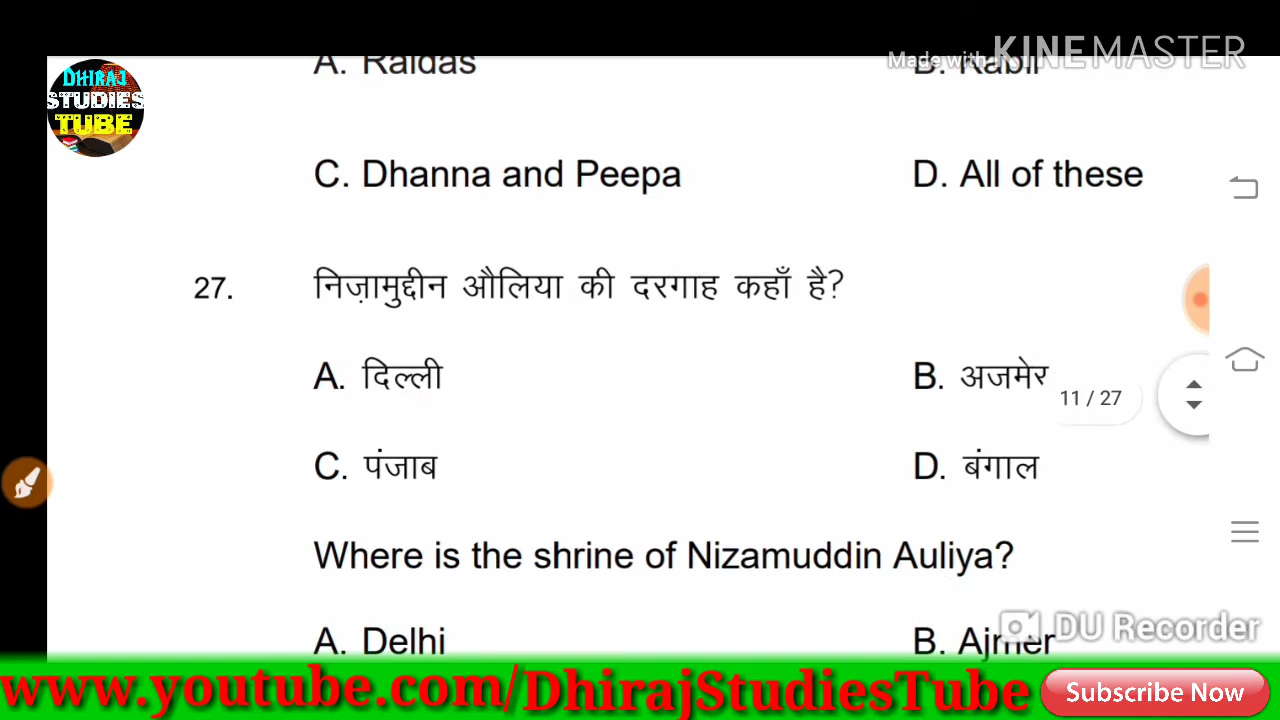 Made with KINEMASTER
A. Raidas B. Kabir
DHIRAJ
STUDIES
TUBE
C. Dhanna and Peepa D. All of these
27. निज़ामुद्दीन औलिया की दरगाह कहाँ है?
A. दिल्ली B. अजमेर
11 / 27
C. पंजाब D. बंगाल
Where is the shrine of Nizamuddin Auliya?
DU Recorder
A. Delhi B. Ajmer
www.youtube.com/DhirajStudiesTube Subscribe Now